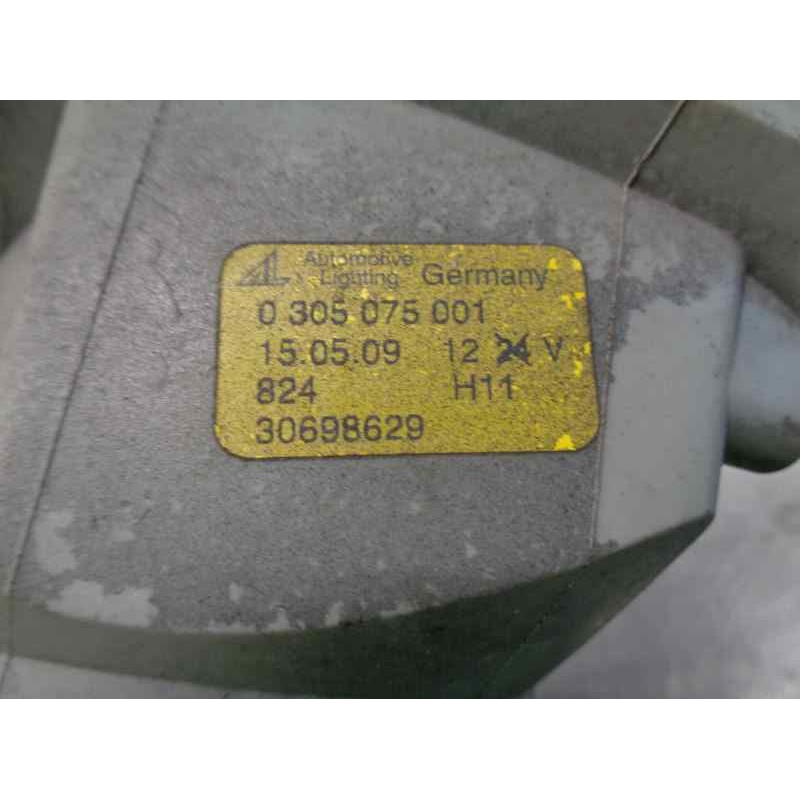 AL Automotive Lighting Germany
0 305 075 001
15.05.09 12 24 V
824 H11
30698629